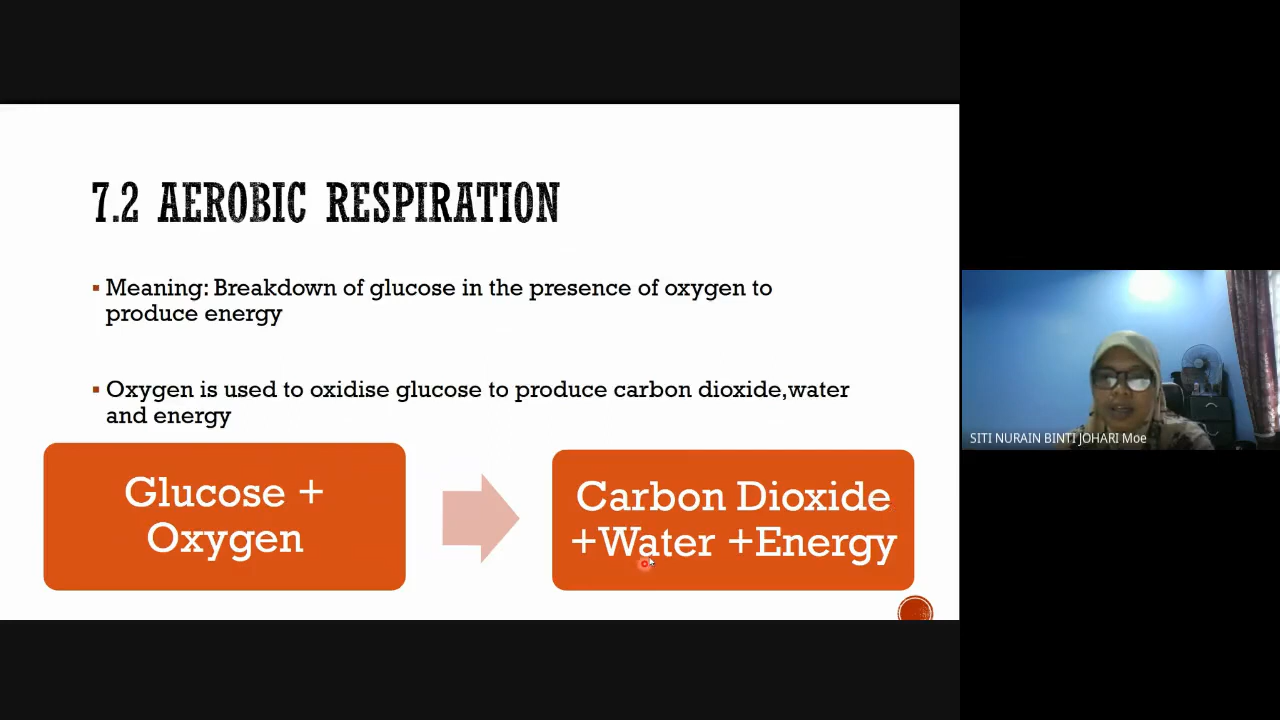 7.2 AEROBIC RESPIRATION
▪ Meaning: Breakdown of glucose in the presence of oxygen to
produce energy
▪ Oxygen is used to oxidise glucose to produce carbon dioxide,water
and energy
Glucose +
Oxygen
Carbon Dioxide
+Water +Energy
SITI NURAIN BINTI JOHARI Moe